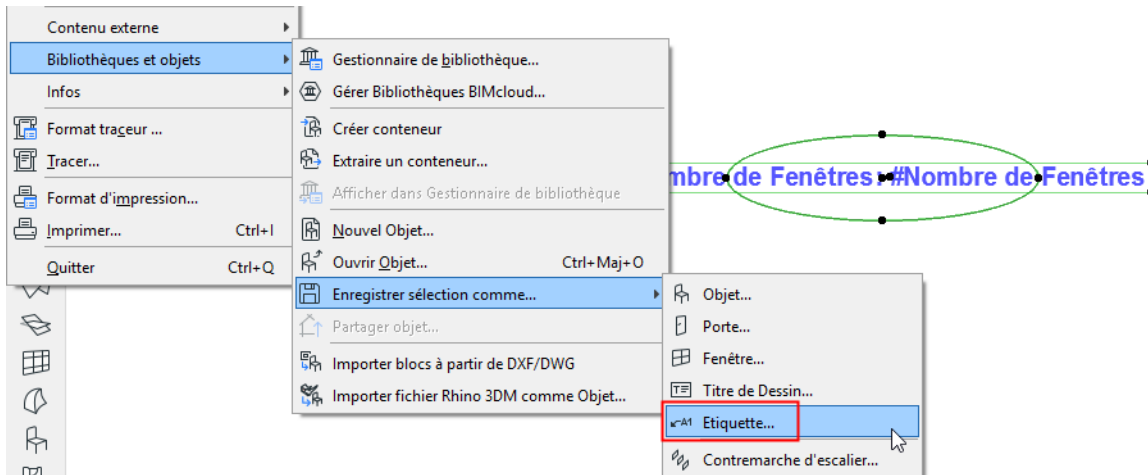 Contenu externe
Bibliothèques et objets
Infos
Format traceur ...
Tracer...
Format d'impression...
Imprimer... Ctrl+I
Quitter Ctrl+Q
Gestionnaire de bibliothèque...
Gérer Bibliothèques BIMcloud...
Créer conteneur
Extraire un conteneur...
Afficher dans Gestionnaire de bibliothèque
Nouvel Objet...
Ouvrir Objet... Ctrl+Maj+O
Enregistrer sélection comme...
Partager objet...
Importer blocs à partir de DXF/DWG
Importer fichier Rhino 3DM comme Objet...
Objet...
Porte...
Fenêtre...
Titre de Dessin...
A1 Etiquette...
Contremarche d'escalier...
mbre de Fenêtres: #Nombre de Fenêtres